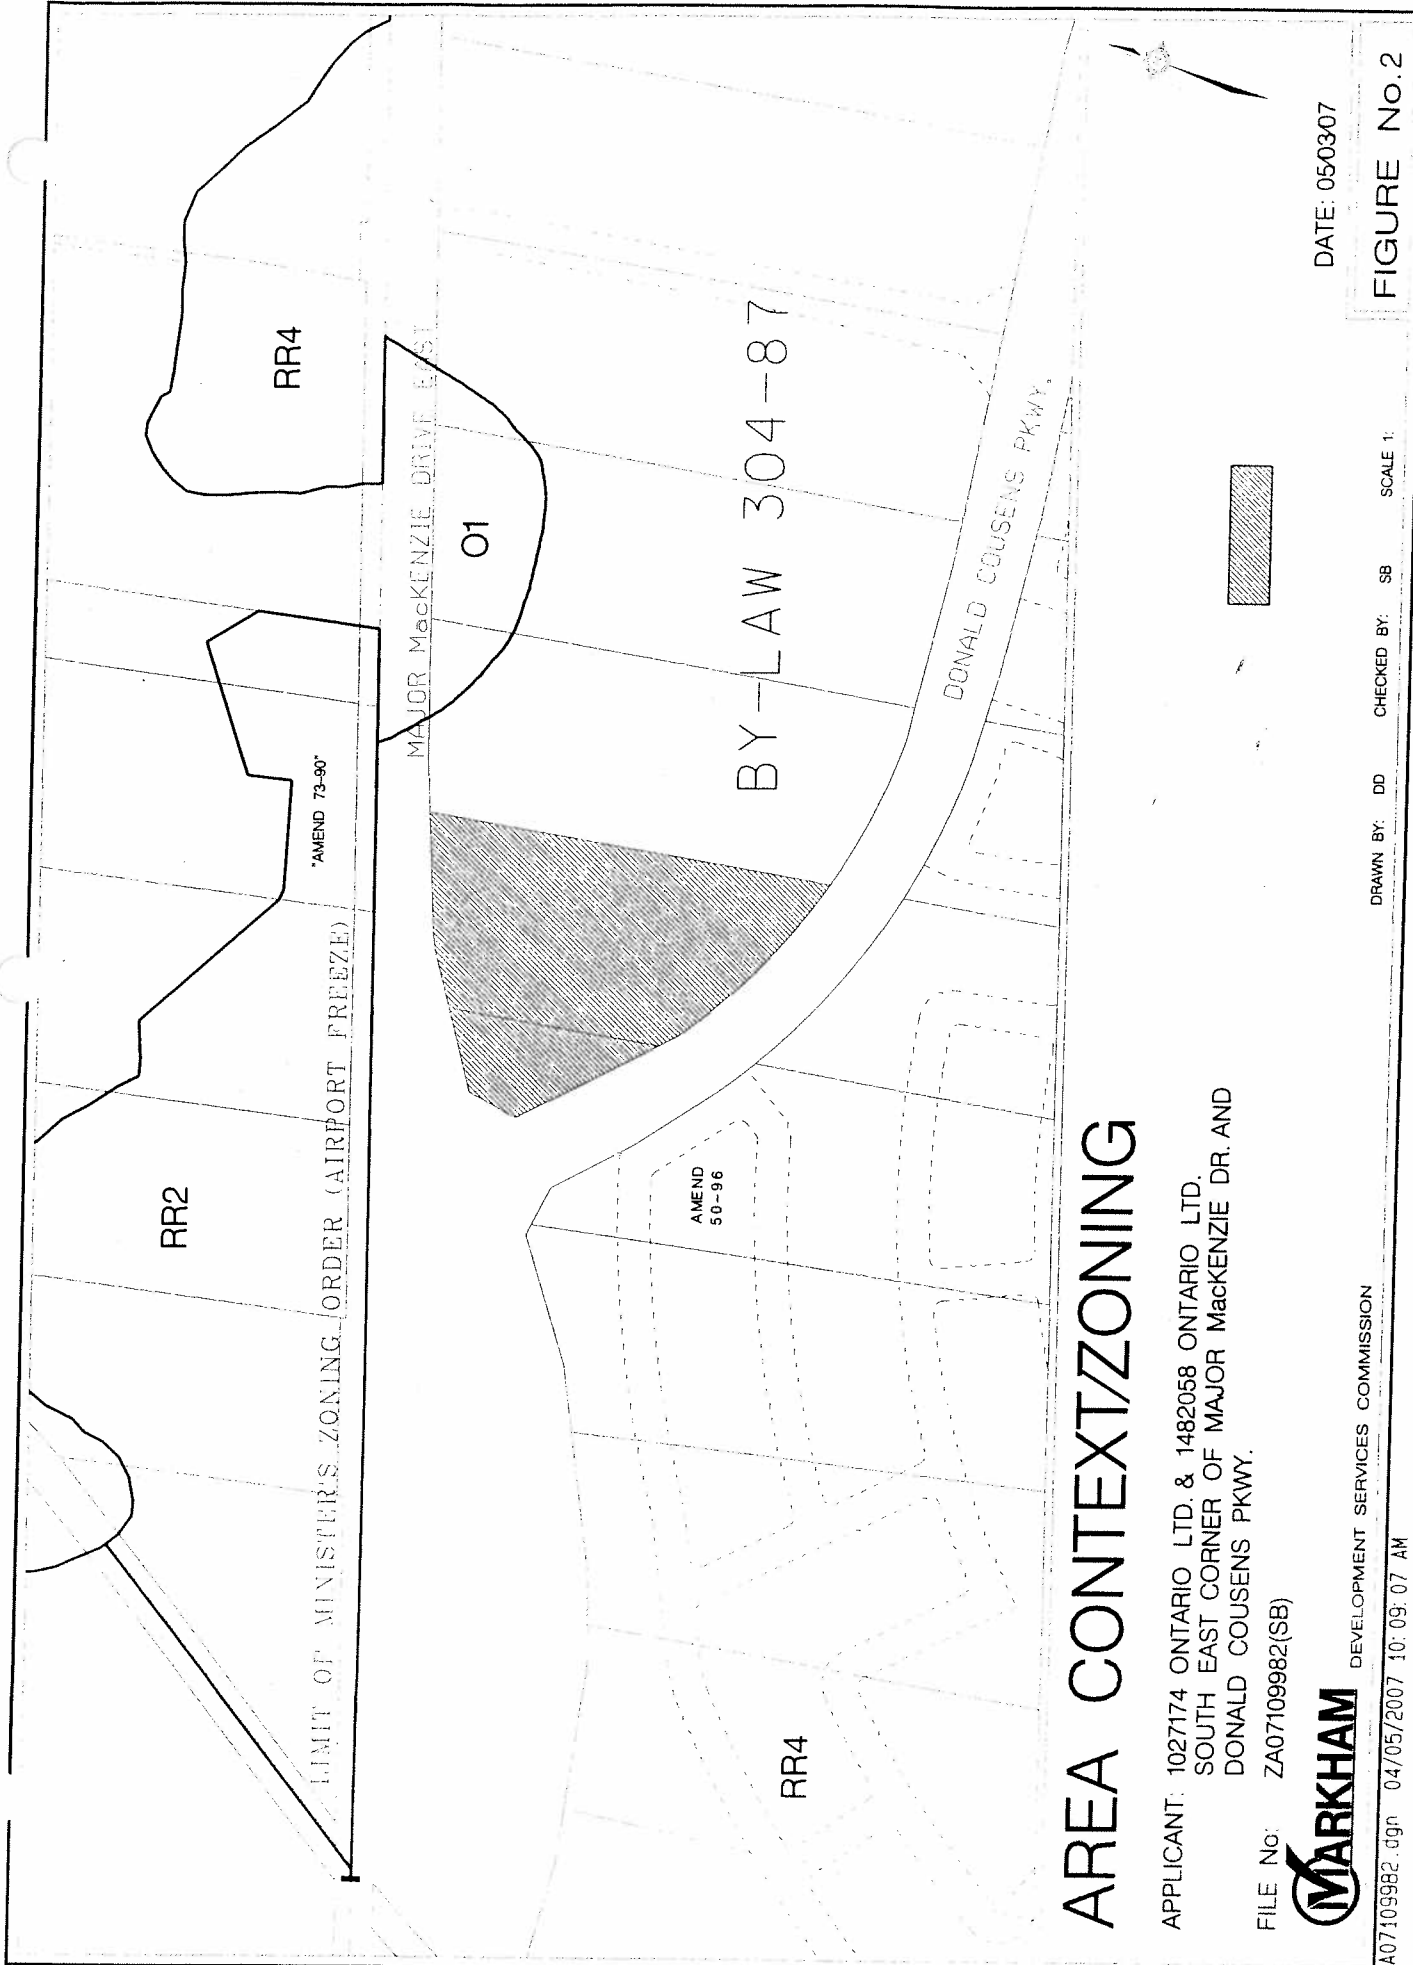 RR4
MAJOR MacKENZIE DRIVE EAST
O1
"AMEND 73-90"
RR2
LIMIT OF MINISTER'S ZONING ORDER (AIRPORT FREEZE)
BY-LAW 304-87
DONALD COUSENS PKWY.
AMEND
50-96
RR4
AREA CONTEXT/ZONING
APPLICANT: 1027174 ONTARIO LTD. & 1482058 ONTARIO LTD.
SOUTH EAST CORNER OF MAJOR MacKENZIE DR. AND
DONALD COUSENS PKWY.
FILE No: ZA07109982(SB)
DATE: 05/03/07
MARKHAM DEVELOPMENT SERVICES COMMISSION
DRAWN BY: DD CHECKED BY: SB SCALE 1:
FIGURE No.2
A07109982.dgn 04/05/2007 10:09:07 AM